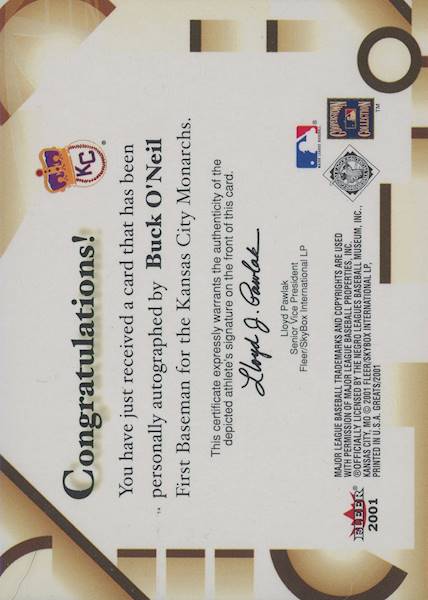 Congratulations!
KC
You have just received a card that has been
personally autographed by Buck O'Neil
First Baseman for the Kansas City Monarchs.
This certificate expressly warrants the authenticity of the
depicted athlete's signature on the front of this card.
Lloyd J. Pawlak
Lloyd Pawlak
Senior Vice President
Fleer/SkyBox International LP
COOPERSTOWN
COLLECTION
TM
FLEER
2001
MAJOR LEAGUE BASEBALL TRADEMARKS AND COPYRIGHTS ARE USED
WITH PERMISSION OF MAJOR LEAGUE BASEBALL PROPERTIES, INC.
®OFFICIALLY LICENSED BY THE NEGRO LEAGUES BASEBALL MUSEUM, INC.,
KANSAS CITY, MO © 2001 FLEER/SKYBOX INTERNATIONAL LP.
PRINTED IN U.S.A. GREATS/2001